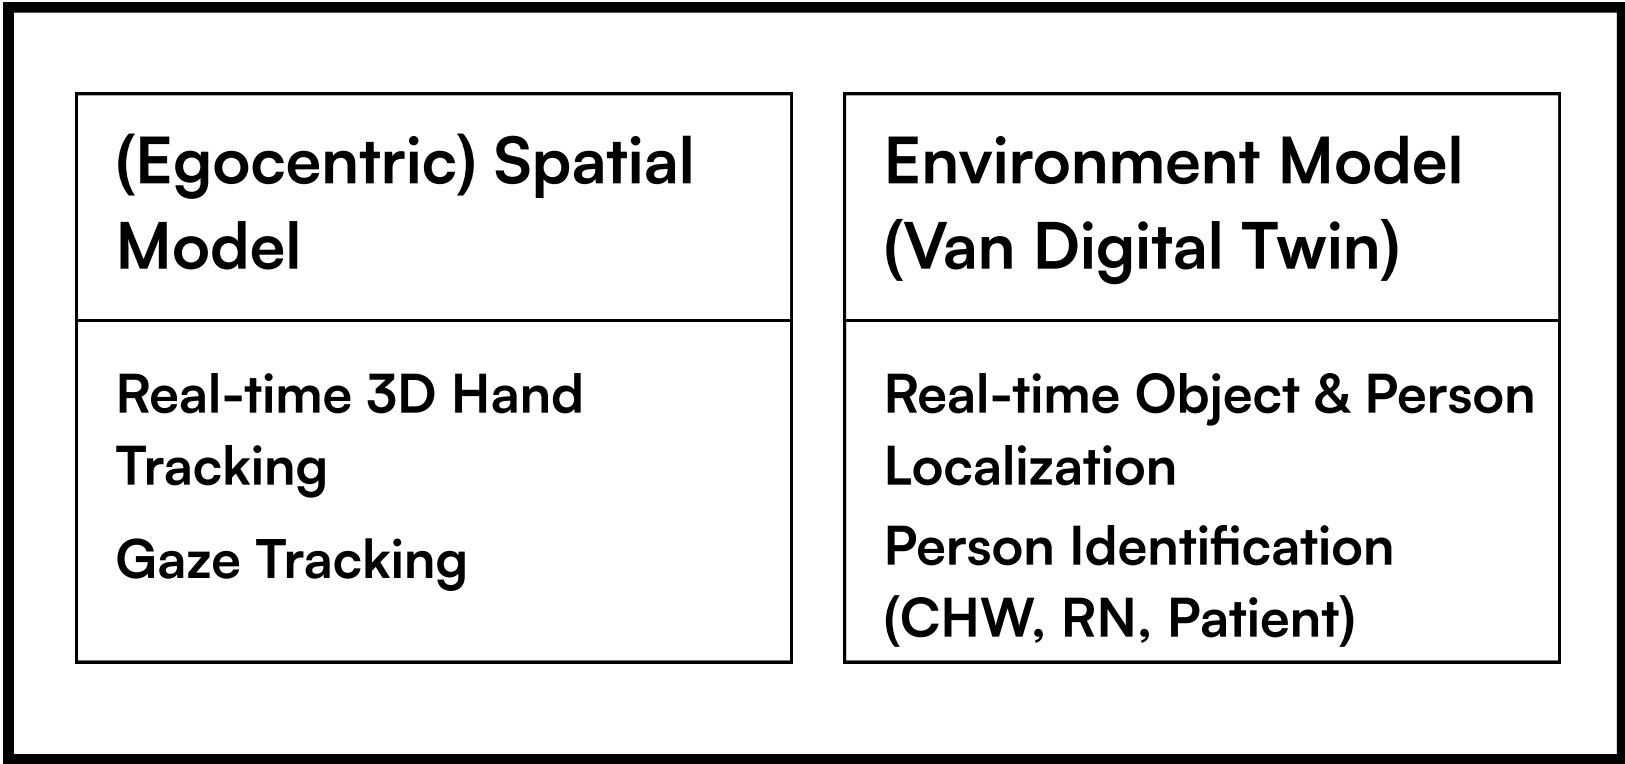 (Egocentric) Spatial
Model
Real-time 3D Hand
Tracking
Gaze Tracking
Environment Model
(Van Digital Twin)
Real-time Object & Person
Localization
Person Identification
(CHW, RN, Patient)